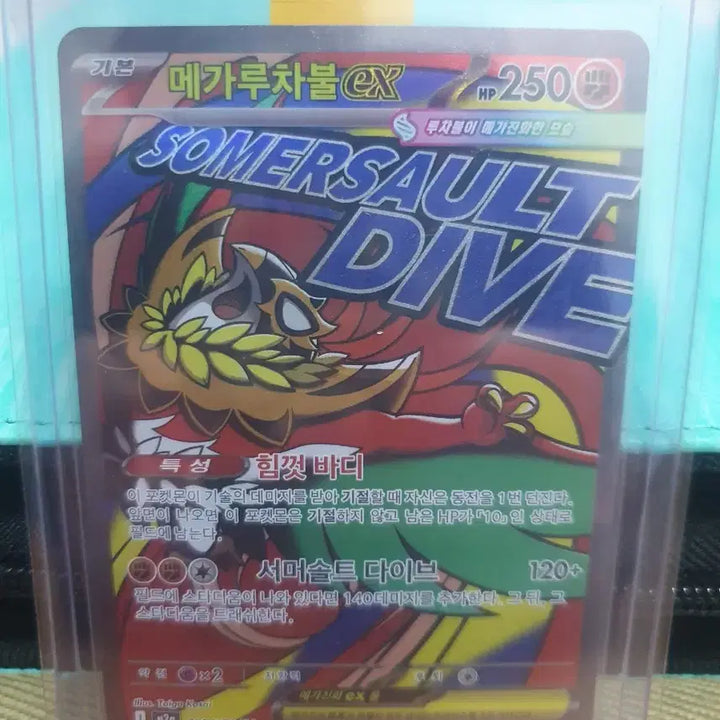 기본
메가루차불 ex HP 250
루차불이 메가진화한 모습
SOMERSAULT
DIVE
특성 힘껏 바디
이 포켓몬이 기술의 데미지를 받아 기절할 때 자신은 동전을 1번 던진다.
앞면이 나오면 이 포켓몬은 기절하지 않고 남은 HP가 「10」인 상태로
필드에 남는다.
서머솔트 다이브 120+
필드에 스타디움이 나와 있다면 140데미지를 추가한다. 그 뒤, 그
스타디움을 트래쉬한다.
약점 ×2 저항력 후퇴
메가진화 ex 룰
Illus.